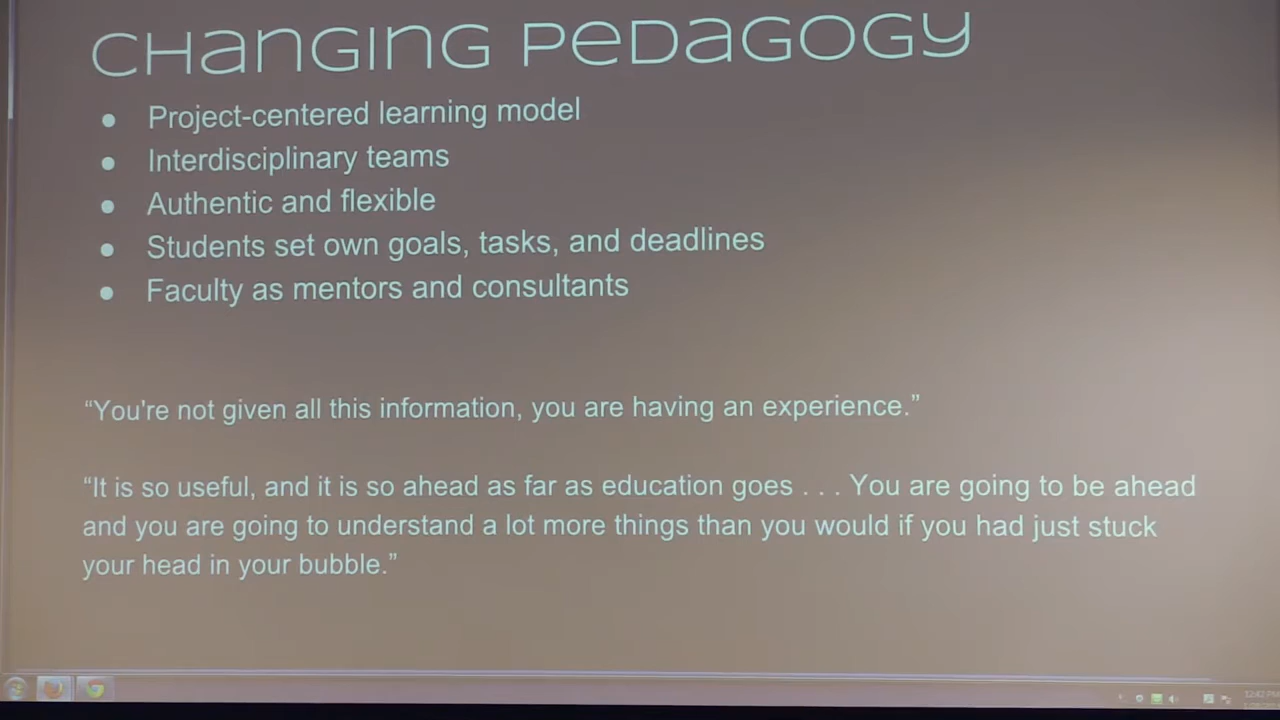 CHanGING PeDaGOGY
● Project-centered learning model
● Interdisciplinary teams
● Authentic and flexible
● Students set own goals, tasks, and deadlines
● Faculty as mentors and consultants
“You're not given all this information, you are having an experience.”
“It is so useful, and it is so ahead as far as education goes . . . You are going to be ahead
and you are going to understand a lot more things than you would if you had just stuck
your head in your bubble.”
12:42 PM